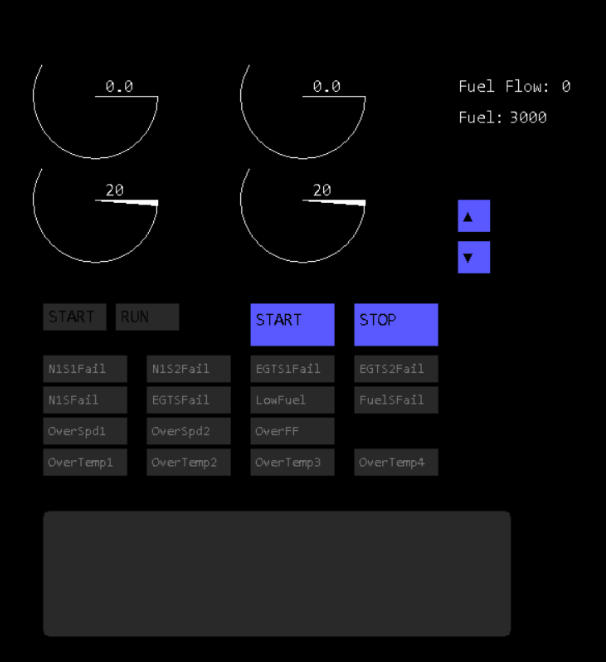 0.0 0.0 Fuel Flow: 0
Fuel: 3000
20 20
▲
▼
START RUN START STOP
N1S1Fail N1S2Fail EGTS1Fail EGTS2Fail
N1SFail EGTSFail LowFuel FuelSFail
OverSpd1 OverSpd2 OverFF
OverTemp1 OverTemp2 OverTemp3 OverTemp4